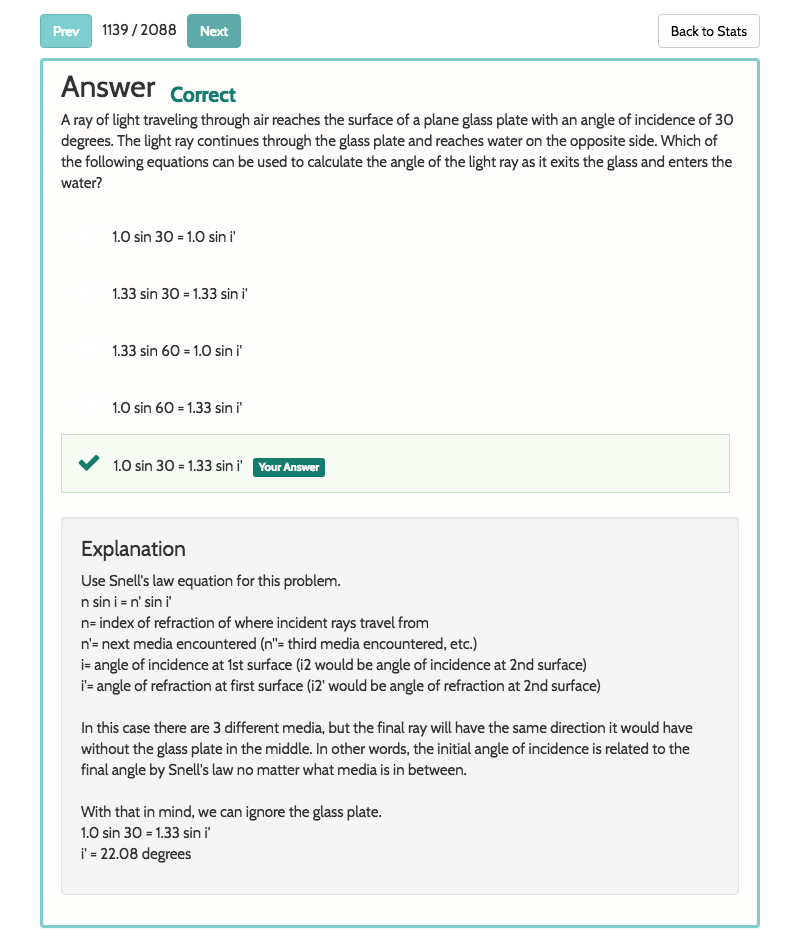 Prev 1139 / 2088 Next Back to Stats
Answer Correct
A ray of light traveling through air reaches the surface of a plane glass plate with an angle of incidence of 30
degrees. The light ray continues through the glass plate and reaches water on the opposite side. Which of
the following equations can be used to calculate the angle of the light ray as it exits the glass and enters the
water?
1.0 sin 30 = 1.0 sin i'
1.33 sin 30 = 1.33 sin i'
1.33 sin 60 = 1.0 sin i'
1.0 sin 60 = 1.33 sin i'
1.0 sin 30 = 1.33 sin i' Your Answer
Explanation
Use Snell's law equation for this problem.
n sin i = n' sin i'
n= index of refraction of where incident rays travel from
n'= next media encountered (n''= third media encountered, etc.)
i= angle of incidence at 1st surface (i2 would be angle of incidence at 2nd surface)
i'= angle of refraction at first surface (i2' would be angle of refraction at 2nd surface)
In this case there are 3 different media, but the final ray will have the same direction it would have
without the glass plate in the middle. In other words, the initial angle of incidence is related to the
final angle by Snell's law no matter what media is in between.
With that in mind, we can ignore the glass plate.
1.0 sin 30 = 1.33 sin i'
i' = 22.08 degrees